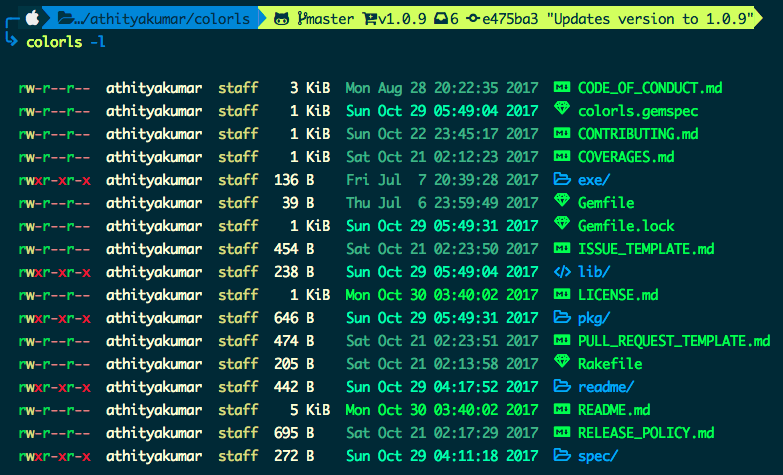 ../athityakumar/colorls master v1.0.9 6 e475ba3 "Updates version to 1.0.9"
colorls -l
rw-r--r-- athityakumar staff 3 KiB Mon Aug 28 20:22:35 2017 CODE_OF_CONDUCT.md
rw-r--r-- athityakumar staff 1 KiB Sun Oct 29 05:49:04 2017 colorls.gemspec
rw-r--r-- athityakumar staff 1 KiB Sun Oct 22 23:45:17 2017 CONTRIBUTING.md
rw-r--r-- athityakumar staff 1 KiB Sat Oct 21 02:12:23 2017 COVERAGES.md
rwxr-xr-x athityakumar staff 136 B Fri Jul 7 20:39:28 2017 exe/
rw-r--r-- athityakumar staff 39 B Thu Jul 6 23:59:49 2017 Gemfile
rw-r--r-- athityakumar staff 1 KiB Sun Oct 29 05:49:31 2017 Gemfile.lock
rw-r--r-- athityakumar staff 454 B Sat Oct 21 02:23:50 2017 ISSUE_TEMPLATE.md
rwxr-xr-x athityakumar staff 238 B Sun Oct 29 05:49:04 2017 lib/
rw-r--r-- athityakumar staff 1 KiB Mon Oct 30 03:40:02 2017 LICENSE.md
rwxr-xr-x athityakumar staff 646 B Sun Oct 29 05:49:31 2017 pkg/
rw-r--r-- athityakumar staff 474 B Sat Oct 21 02:23:51 2017 PULL_REQUEST_TEMPLATE.md
rw-r--r-- athityakumar staff 205 B Sat Oct 21 02:13:58 2017 Rakefile
rwxr-xr-x athityakumar staff 442 B Sun Oct 29 04:17:52 2017 readme/
rw-r--r-- athityakumar staff 5 KiB Mon Oct 30 03:40:02 2017 README.md
rw-r--r-- athityakumar staff 695 B Sat Oct 21 02:17:29 2017 RELEASE_POLICY.md
rwxr-xr-x athityakumar staff 272 B Sun Oct 29 04:11:18 2017 spec/